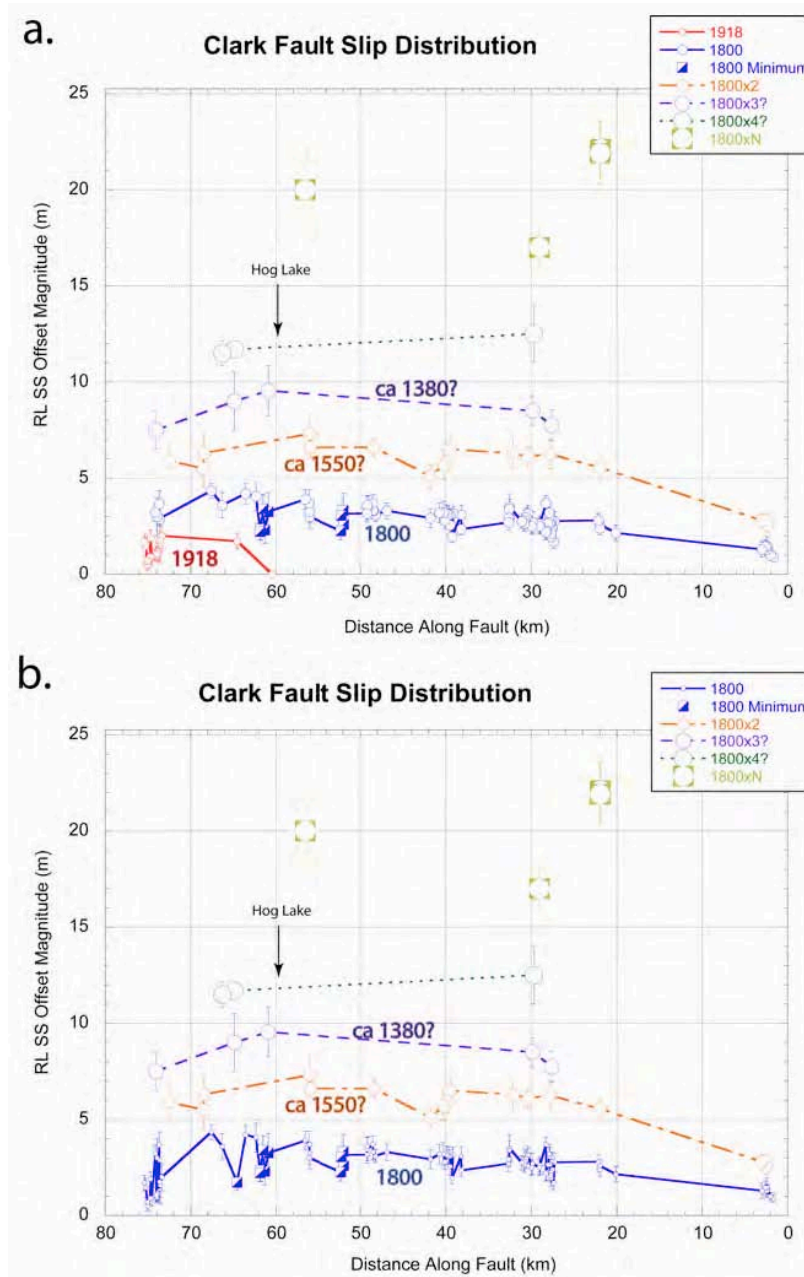 a.
Clark Fault Slip Distribution
1918
1800
1800 Minimum
1800x2
1800x3?
1800x4?
1800xN
25
20
15
10
5
0
RL SS Offset Magnitude (m)
Hog Lake
ca 1380?
ca 1550?
1800
1918
80 70 60 50 40 30 20 10 0
Distance Along Fault (km)
b.
Clark Fault Slip Distribution
1800
1800 Minimum
1800x2
1800x3?
1800x4?
1800xN
25
20
15
10
5
0
RL SS Offset Magnitude (m)
Hog Lake
ca 1380?
ca 1550?
1800
80 70 60 50 40 30 20 10 0
Distance Along Fault (km)